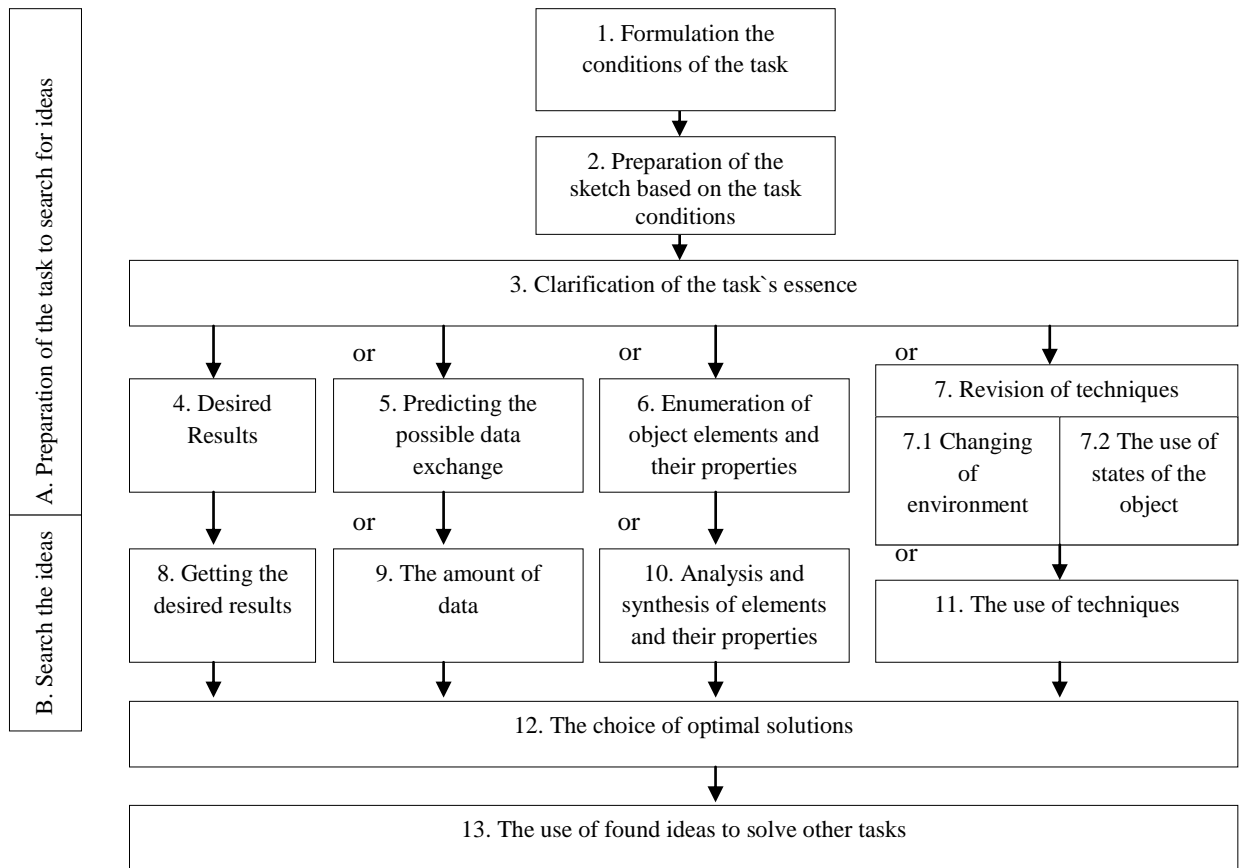 A. Preparation of the task to search for ideas
B. Search the ideas
1. Formulation the
conditions of the task
2. Preparation of the
sketch based on the task
conditions
3. Clarification of the task`s essence
or
or
or
4. Desired
Results
5. Predicting the
possible data
exchange
6. Enumeration of
object elements and
their properties
7. Revision of techniques
7.1 Changing
of
environment
7.2 The use of
states of the
object
or
or
or
8. Getting the
desired results
9. The amount of
data
10. Analysis and
synthesis of elements
and their properties
11. The use of techniques
12. The choice of optimal solutions
13. The use of found ideas to solve other tasks